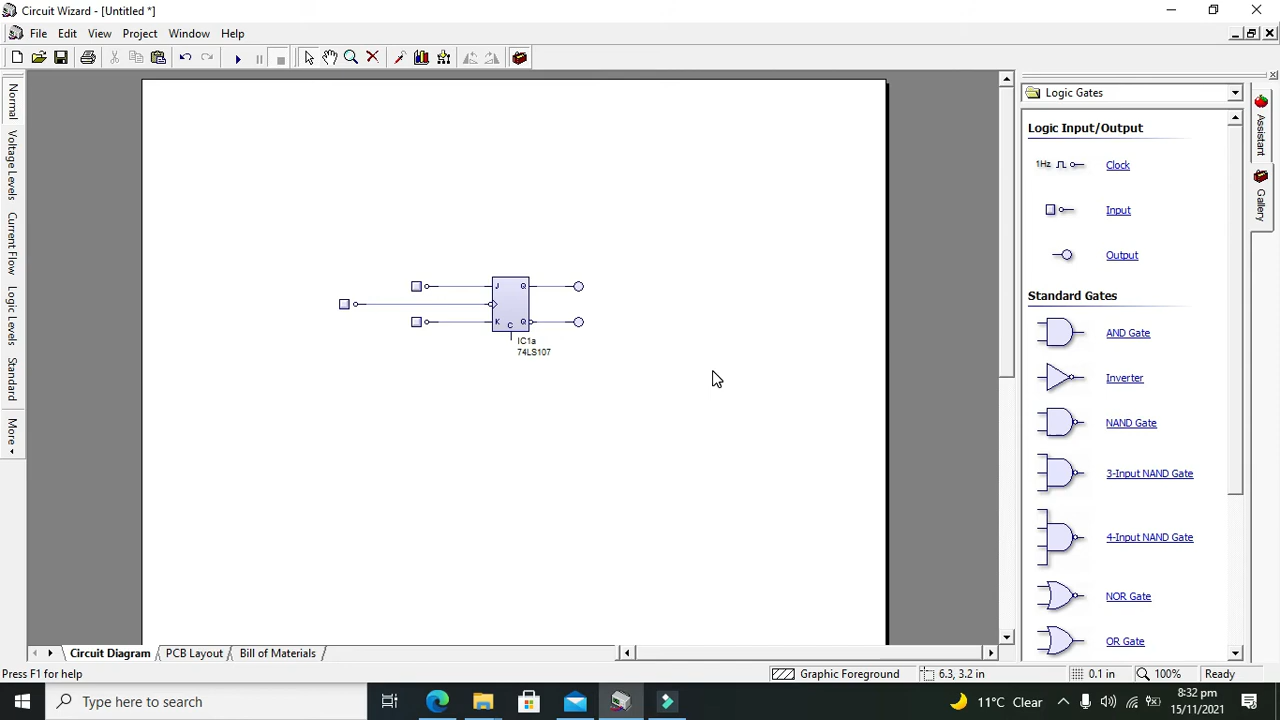 Circuit Wizard - [Untitled *]
File Edit View Project Window Help
Normal
Voltage Levels
Current Flow
Logic Levels
Standard
More
J Q
K Q
C
IC1a
74LS107
Logic Gates
Logic Input/Output
1Hz Clock
Input
Output
Standard Gates
AND Gate
Inverter
NAND Gate
3-Input NAND Gate
4-Input NAND Gate
NOR Gate
OR Gate
Assistant
Gallery
Circuit Diagram PCB Layout Bill of Materials
Press F1 for help Graphic Foreground 6.3, 3.2 in 0.1 in 100% Ready
Type here to search 11°C Clear 8:32 pm
15/11/2021